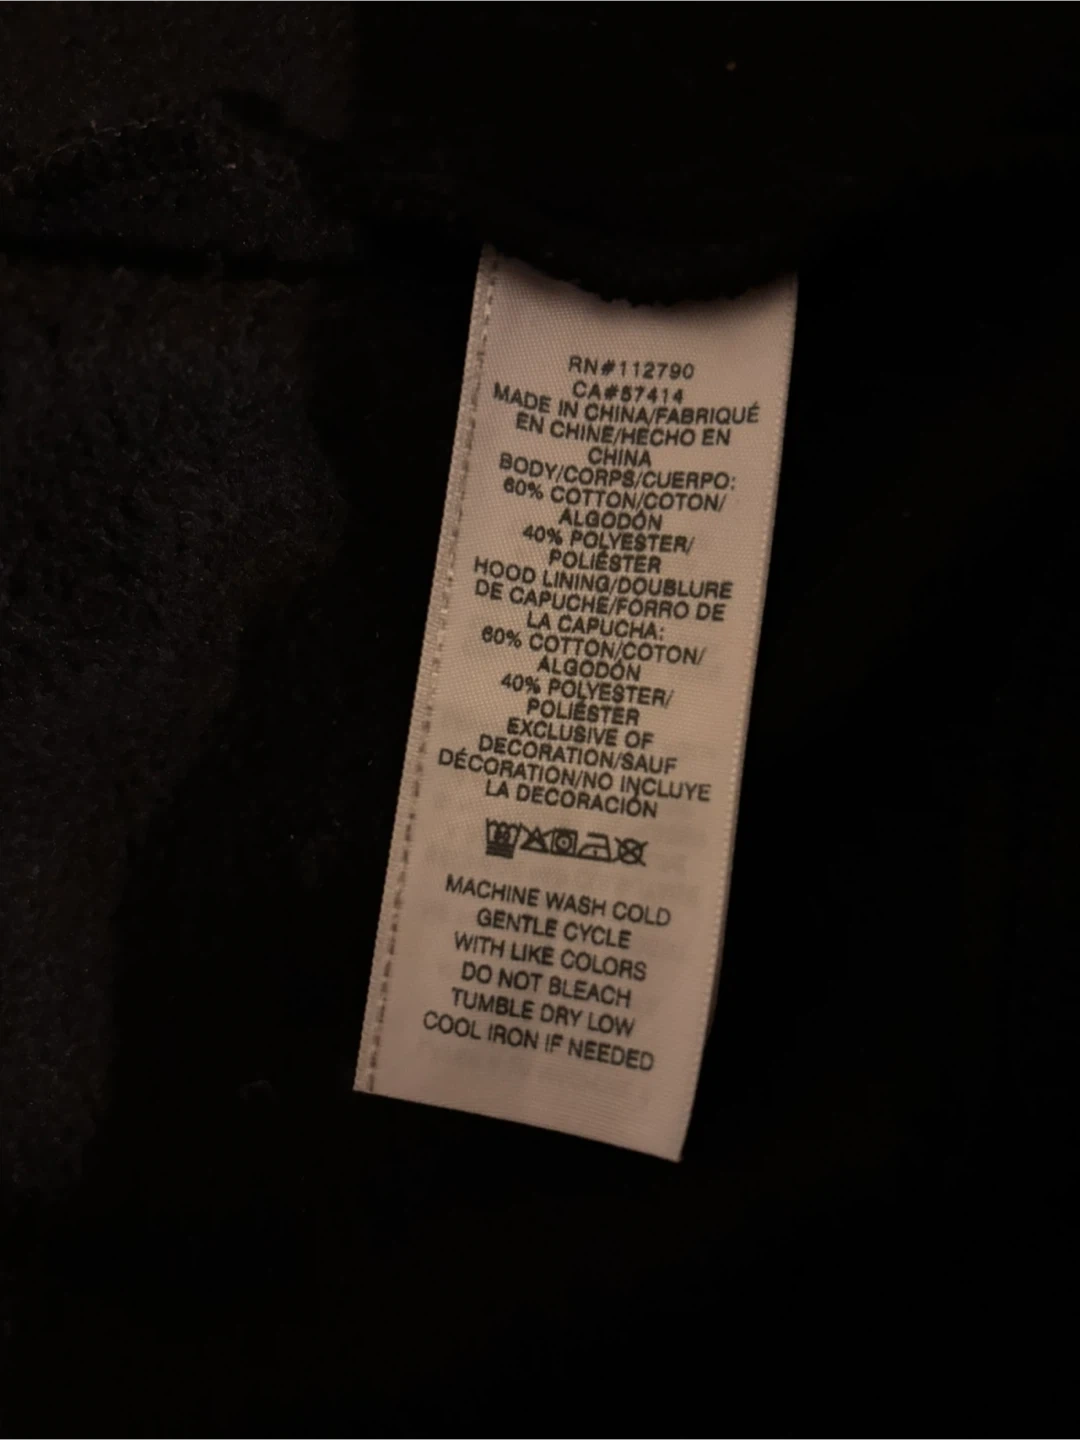 RN#112790
CA#57414
MADE IN CHINA/FABRIQUÉ
EN CHINE/HECHO EN
CHINA
BODY/CORPS/CUERPO:
60% COTTON/COTON/
ALGODÓN
40% POLYESTER/
POLIÉSTER
HOOD LINING/DOUBLURE
DE CAPUCHE/FORRO DE
LA CAPUCHA:
60% COTTON/COTON/
ALGODÓN
40% POLYESTER/
POLIÉSTER
EXCLUSIVE OF
DECORATION/SAUF
DÉCORATION/NO INCLUYE
LA DECORACIÓN
MACHINE WASH COLD
GENTLE CYCLE
WITH LIKE COLORS
DO NOT BLEACH
TUMBLE DRY LOW
COOL IRON IF NEEDED